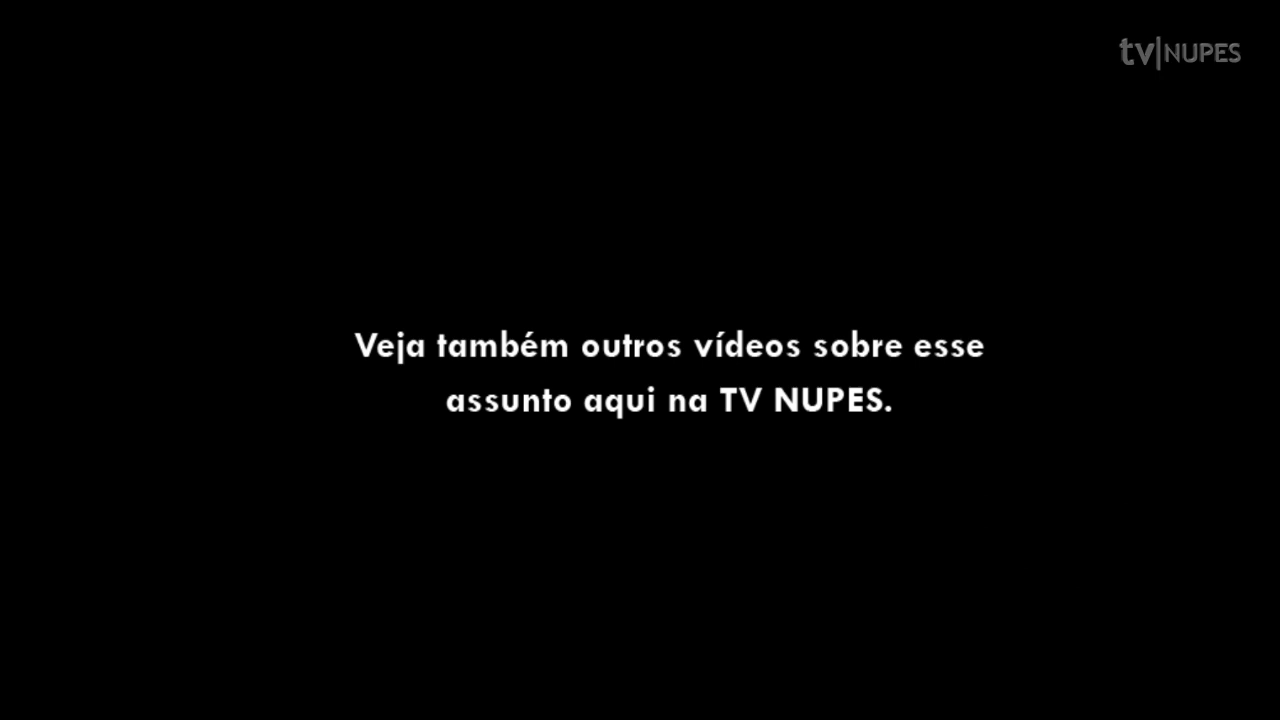 tv|NUPES
Veja também outros vídeos sobre esse
assunto aqui na TV NUPES.